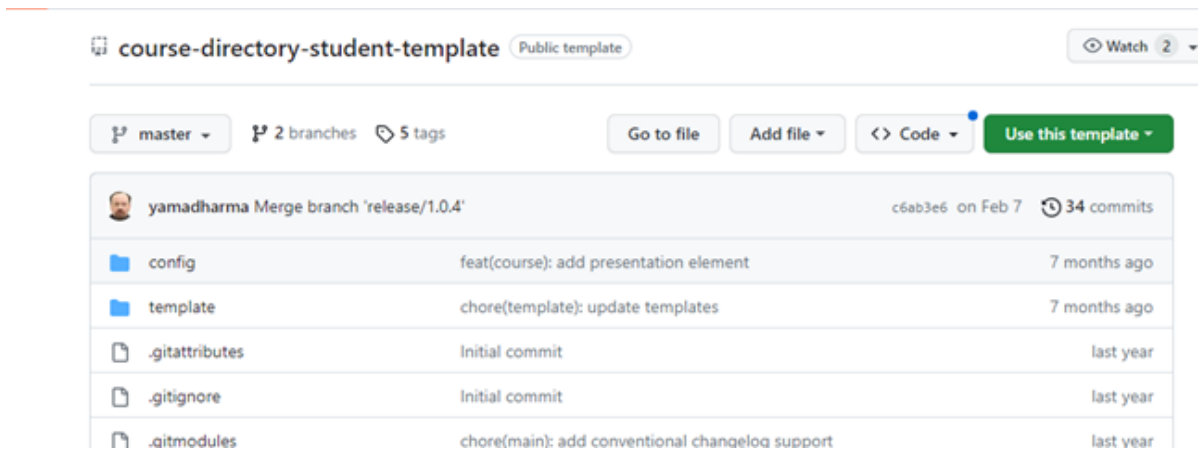 course-directory-student-template Public template Watch 2
master 2 branches 5 tags Go to file Add file <> Code Use this template
yamadharma Merge branch 'release/1.0.4' c6ab3e6 on Feb 7 34 commits
config feat(course): add presentation element 7 months ago
template chore(template): update templates 7 months ago
.gitattributes Initial commit last year
.gitignore Initial commit last year
.gitmodules chore(main): add conventional changelog support last year